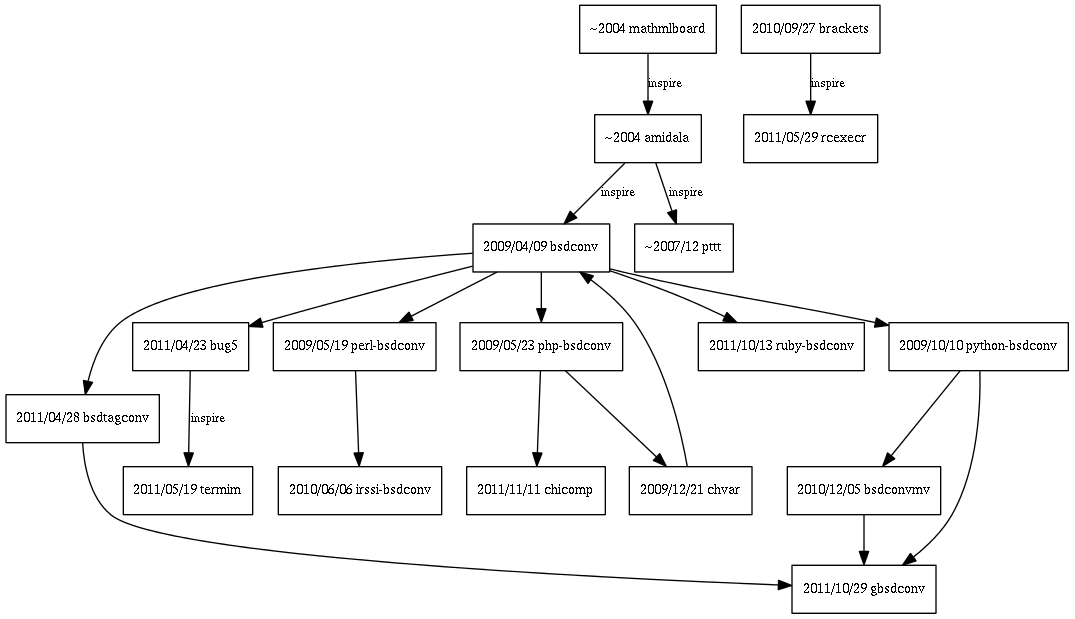 ~2004 mathmlboard
2010/09/27 brackets
inspire
inspire
~2004 amidala
2011/05/29 rcexecr
inspire
inspire
2009/04/09 bsdconv
~2007/12 pttt
2011/04/23 bug5
2009/05/19 perl-bsdconv
2009/05/23 php-bsdconv
2011/10/13 ruby-bsdconv
2009/10/10 python-bsdconv
2011/04/28 bsdtagconv
inspire
2011/05/19 termim
2010/06/06 irssi-bsdconv
2011/11/11 chicomp
2009/12/21 chvar
2010/12/05 bsdconvmv
2011/10/29 gbsdconv